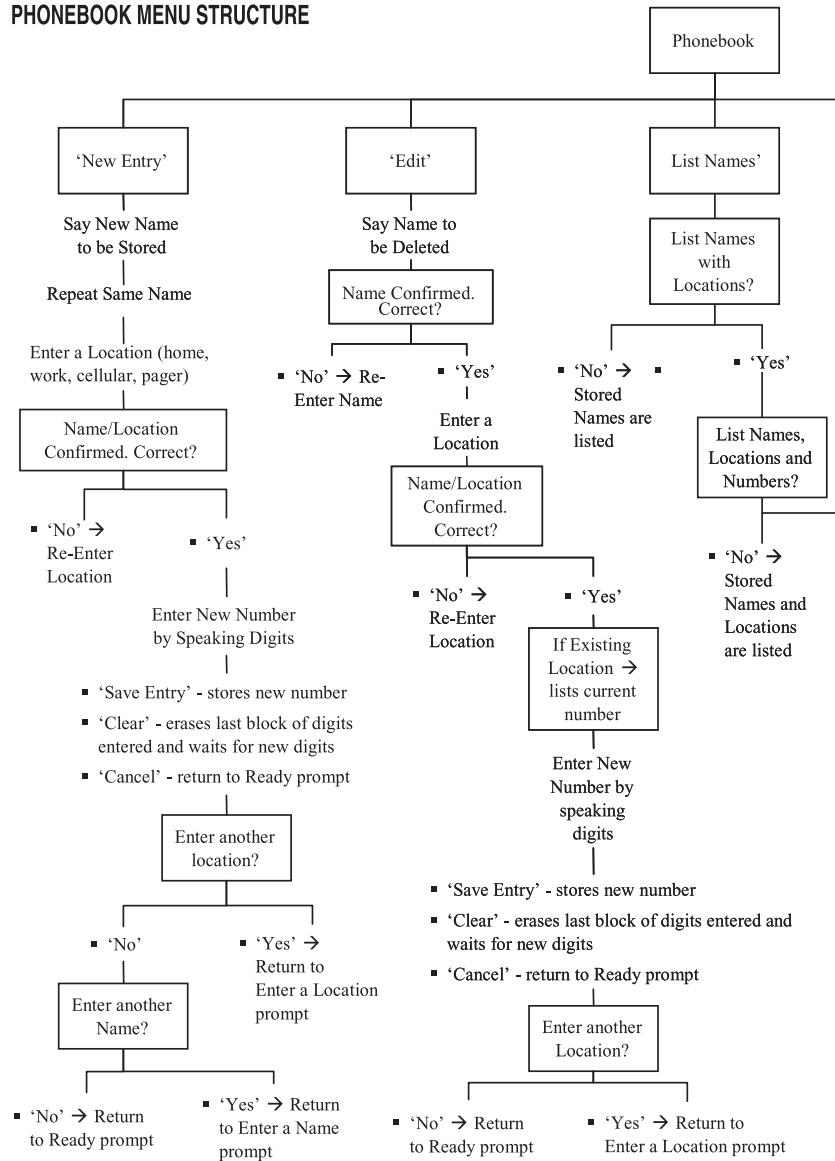 PHONEBOOK MENU STRUCTURE
Phonebook
‘New Entry’
Say New Name
to be Stored
Repeat Same Name
Enter a Location (home,
work, cellular, pager)
Name/Location
Confirmed. Correct?
▪ ‘No’ →
Re-Enter
Location
▪ ‘Yes’
Enter New Number
by Speaking Digits
▪ ‘Save Entry’ - stores new number
▪ ‘Clear’ - erases last block of digits
entered and waits for new digits
▪ ‘Cancel’ - return to Ready prompt
Enter another
location?
▪ ‘No’
▪ ‘Yes’ →
Return to
Enter a Location
prompt
Enter another
Name?
▪ ‘No’ → Return
to Ready prompt
▪ ‘Yes’ → Return
to Enter a Name
prompt
‘Edit’
Say Name to
be Deleted
Name Confirmed.
Correct?
▪ ‘No’ → Re-
Enter Name
▪ ‘Yes’
Enter a
Location
Name/Location
Confirmed.
Correct?
▪ ‘No’ →
Re-Enter
Location
▪ ‘Yes’
If Existing
Location →
lists current
number
Enter New
Number by
speaking
digits
▪ ‘Save Entry’ - stores new number
▪ ‘Clear’ - erases last block of digits entered and
waits for new digits
▪ ‘Cancel’ - return to Ready prompt
Enter another
Location?
▪ ‘No’ → Return
to Ready prompt
▪ ‘Yes’ → Return to
Enter a Location prompt
List Names’
List Names
with
Locations?
▪ ‘No’ → ▪
Stored
Names are
listed
▪ ‘Yes’
List Names,
Locations and
Numbers?
▪ ‘No’ →
Stored
Names and
Locations
are listed